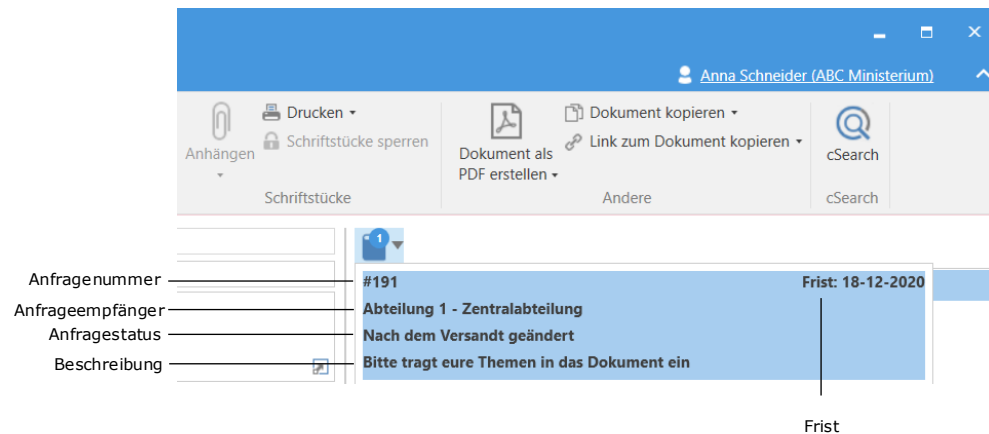 Anna Schneider (ABC Ministerium)
Anhängen
Drucken
Schriftstücke sperren
Schriftstücke
Dokument als
PDF erstellen
Dokument kopieren
Link zum Dokument kopieren
Andere
cSearch
cSearch
1
Anfragenummer
#191
Frist: 18-12-2020
Anfrageempfänger
Abteilung 1 - Zentralabteilung
Anfragestatus
Nach dem Versandt geändert
Beschreibung
Bitte tragt eure Themen in das Dokument ein
Frist